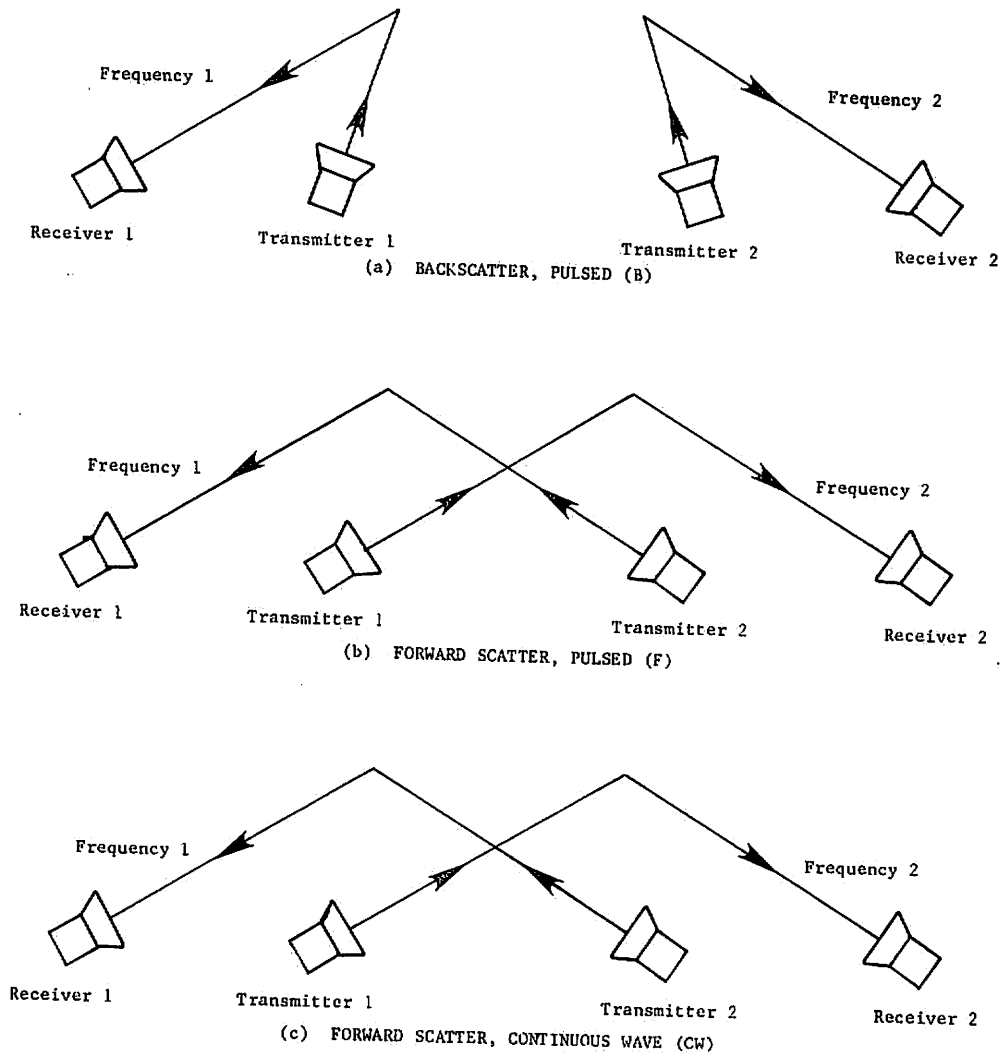 Frequency 1
Frequency 2
Receiver 1
Transmitter 1
Transmitter 2
Receiver 2
(a) BACKSCATTER, PULSED (B)
Frequency 1
Frequency 2
Receiver 1
Transmitter 1
Transmitter 2
Receiver 2
(b) FORWARD SCATTER, PULSED (F)
Frequency 1
Frequency 2
Receiver 1
Transmitter 1
Transmitter 2
Receiver 2
(c) FORWARD SCATTER, CONTINUOUS WAVE (CW)